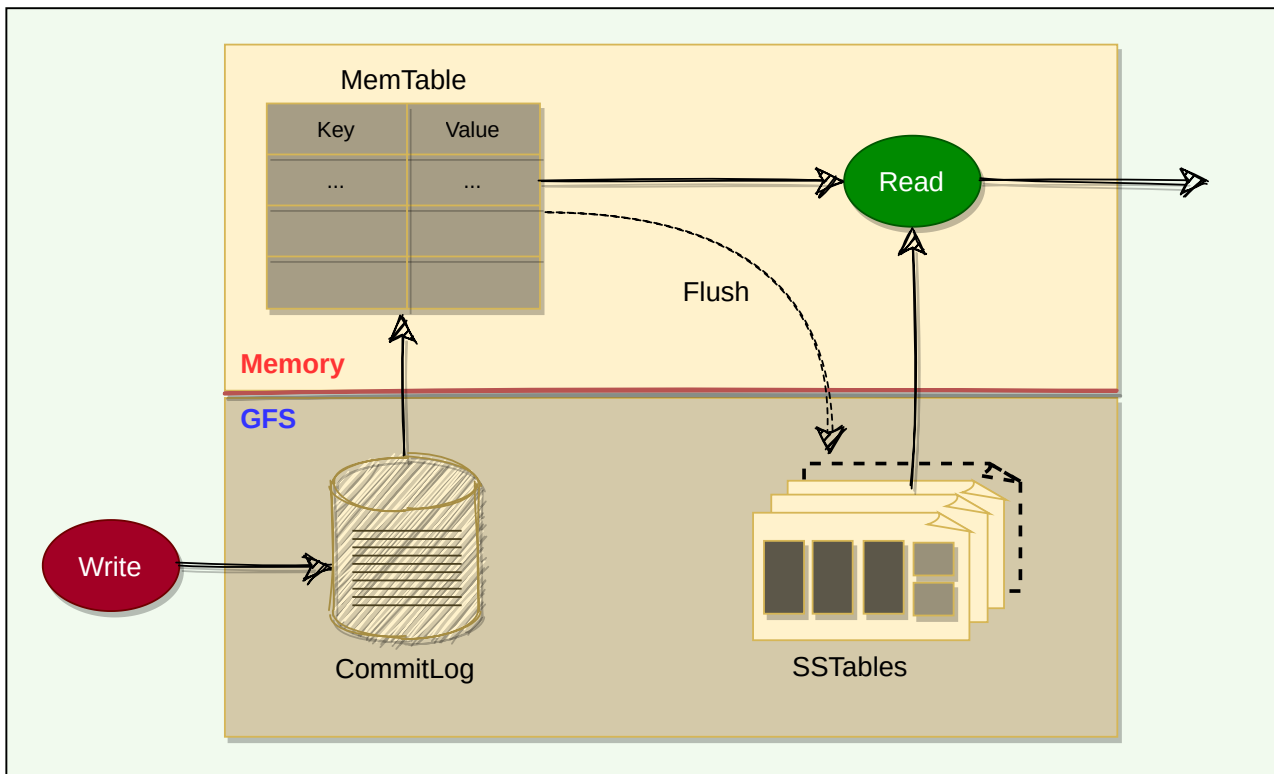 MemTable
Key Value
... ...
Read
Flush
Memory
GFS
Write
CommitLog
SSTables